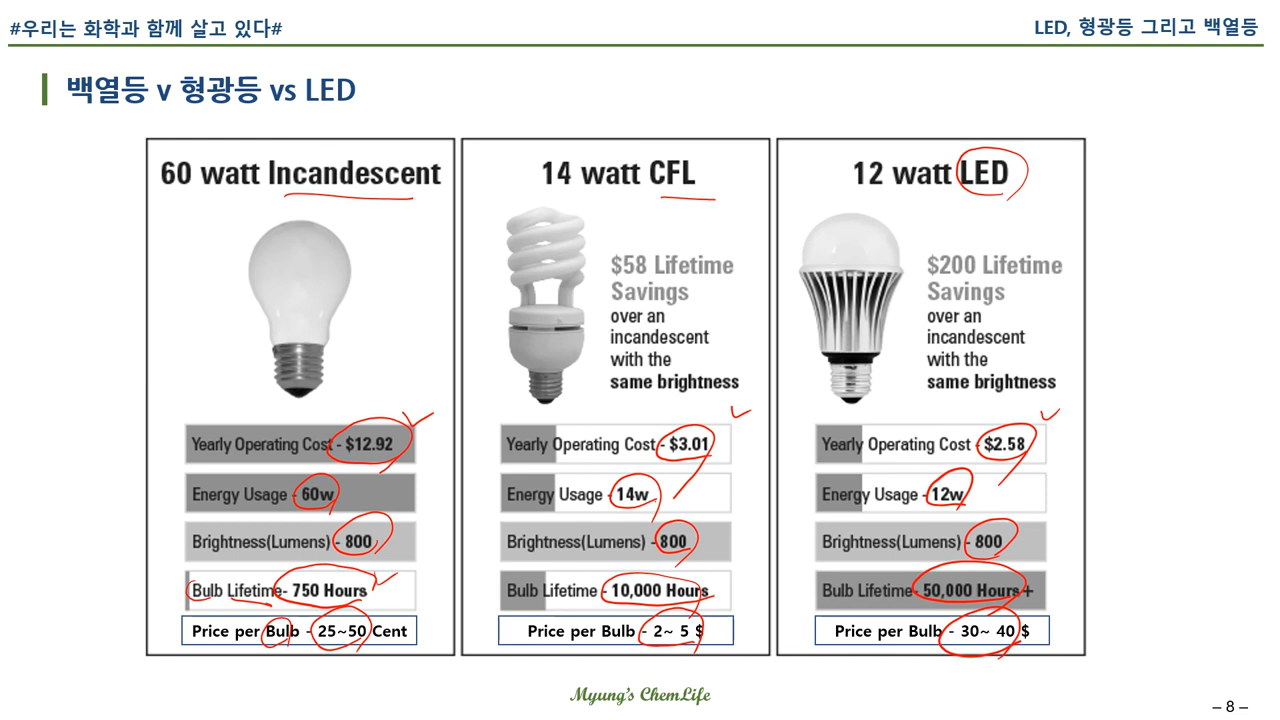 #우리는 화학과 함께 살고 있다#
LED, 형광등 그리고 백열등
백열등 v 형광등 vs LED
60 watt Incandescent
Yearly Operating Cost - $12.92
Energy Usage - 60w
Brightness(Lumens) - 800
Bulb Lifetime- 750 Hours
Price per Bulb - 25~50 Cent
14 watt CFL
$58 Lifetime
Savings
over an
incandescent
with the
same brightness
Yearly Operating Cost - $3.01
Energy Usage - 14w
Brightness(Lumens) - 800
Bulb Lifetime - 10,000 Hours
Price per Bulb - 2~ 5 $
12 watt LED
$200 Lifetime
Savings
over an
incandescent
with the
same brightness
Yearly Operating Cost - $2.58
Energy Usage - 12w
Brightness(Lumens) - 800
Bulb Lifetime- 50,000 Hours+
Price per Bulb - 30~ 40 $
Myung's ChemLife
– 8 –